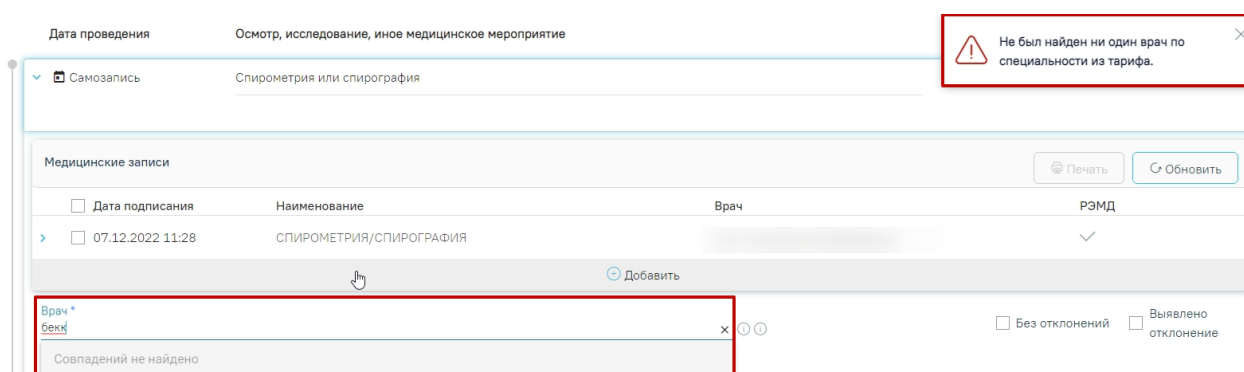 Дата проведения
Осмотр, исследование, иное медицинское мероприятие
Не был найден ни один врач по
специальности из тарифа.
Самозапись
Спирометрия или спирография
Медицинские записи
Печать
Обновить
Дата подписания
Наименование
Врач
РЭМД
07.12.2022 11:28
СПИРОМЕТРИЯ/СПИРОГРАФИЯ
Добавить
Врач *
бекк
Без отклонений
Выявлено
отклонение
Совпадений не найдено